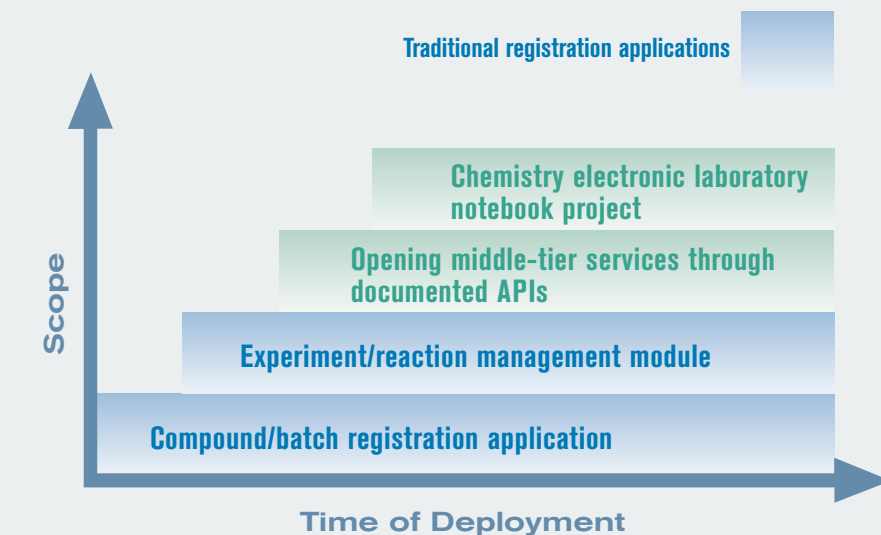 Traditional registration applications
Chemistry electronic laboratory
notebook project
Opening middle-tier services through
documented APIs
Experiment/reaction management module
Compound/batch registration application
Scope
Time of Deployment